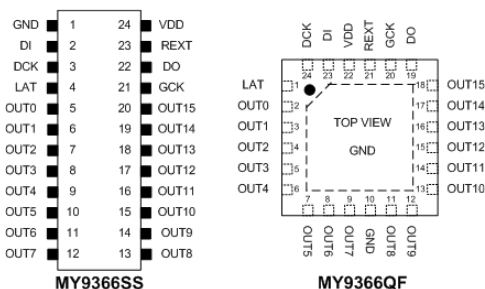 GND 1 24 VDD
DI 2 23 REXT
DCK 3 22 DO
LAT 4 21 GCK
OUT0 5 20 OUT15
OUT1 6 19 OUT14
OUT2 7 18 OUT13
OUT3 8 17 OUT12
OUT4 9 16 OUT11
OUT5 10 15 OUT10
OUT6 11 14 OUT9
OUT7 12 13 OUT8
MY9366SS
DCK DI VDD REXT GCK DO
24 23 22 21 20 19
LAT 1 18 OUT15
OUT0 2 17 OUT14
OUT1 3 16 OUT13
OUT2 4 15 OUT12
OUT3 5 14 OUT11
OUT4 6 13 OUT10
TOP VIEW
GND
7 8 9 10 11 12
OUT5 OUT6 OUT7 GND OUT8 OUT9
MY9366QF